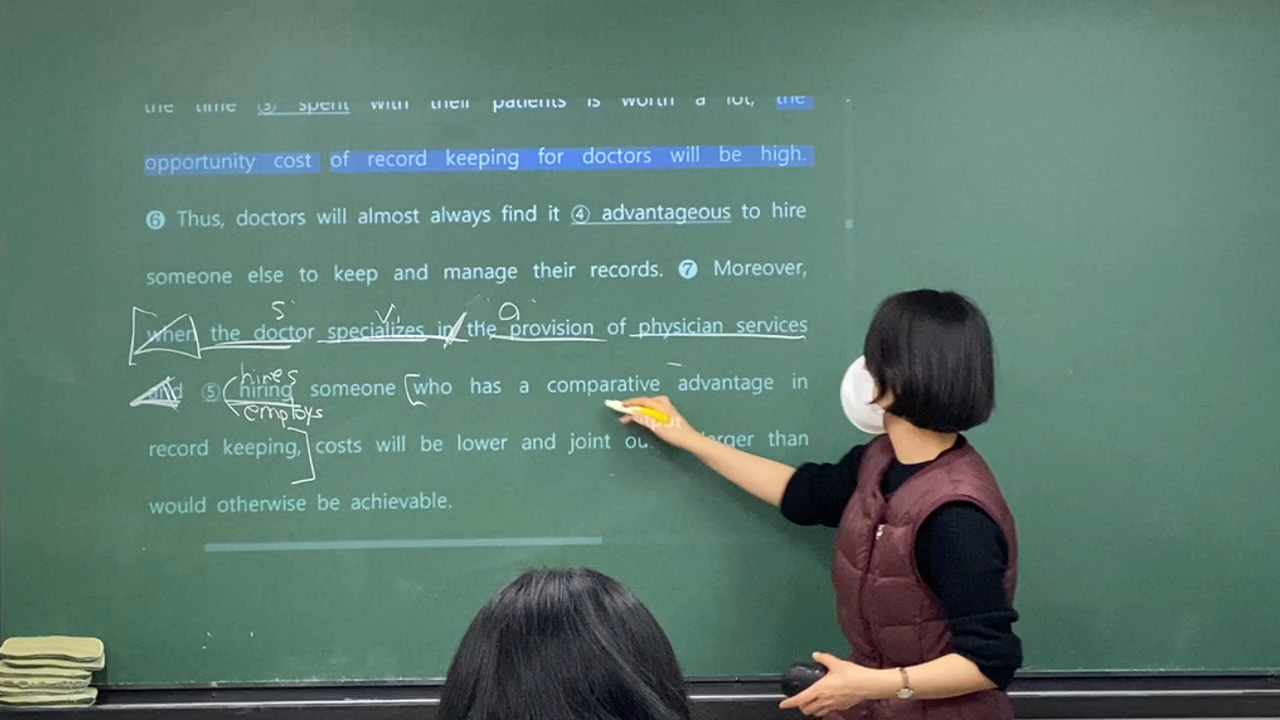 the time ③ spent with their patients is worth a lot, the
opportunity cost of record keeping for doctors will be high.
❻ Thus, doctors will almost always find it ④ advantageous to hire
someone else to keep and manage their records. ❼ Moreover,
S V O
when the doctor specializes in the provision of physician services
hires
and ⑤ hiring someone who has a comparative advantage in
employs
record keeping, costs will be lower and joint output larger than
would otherwise be achievable.